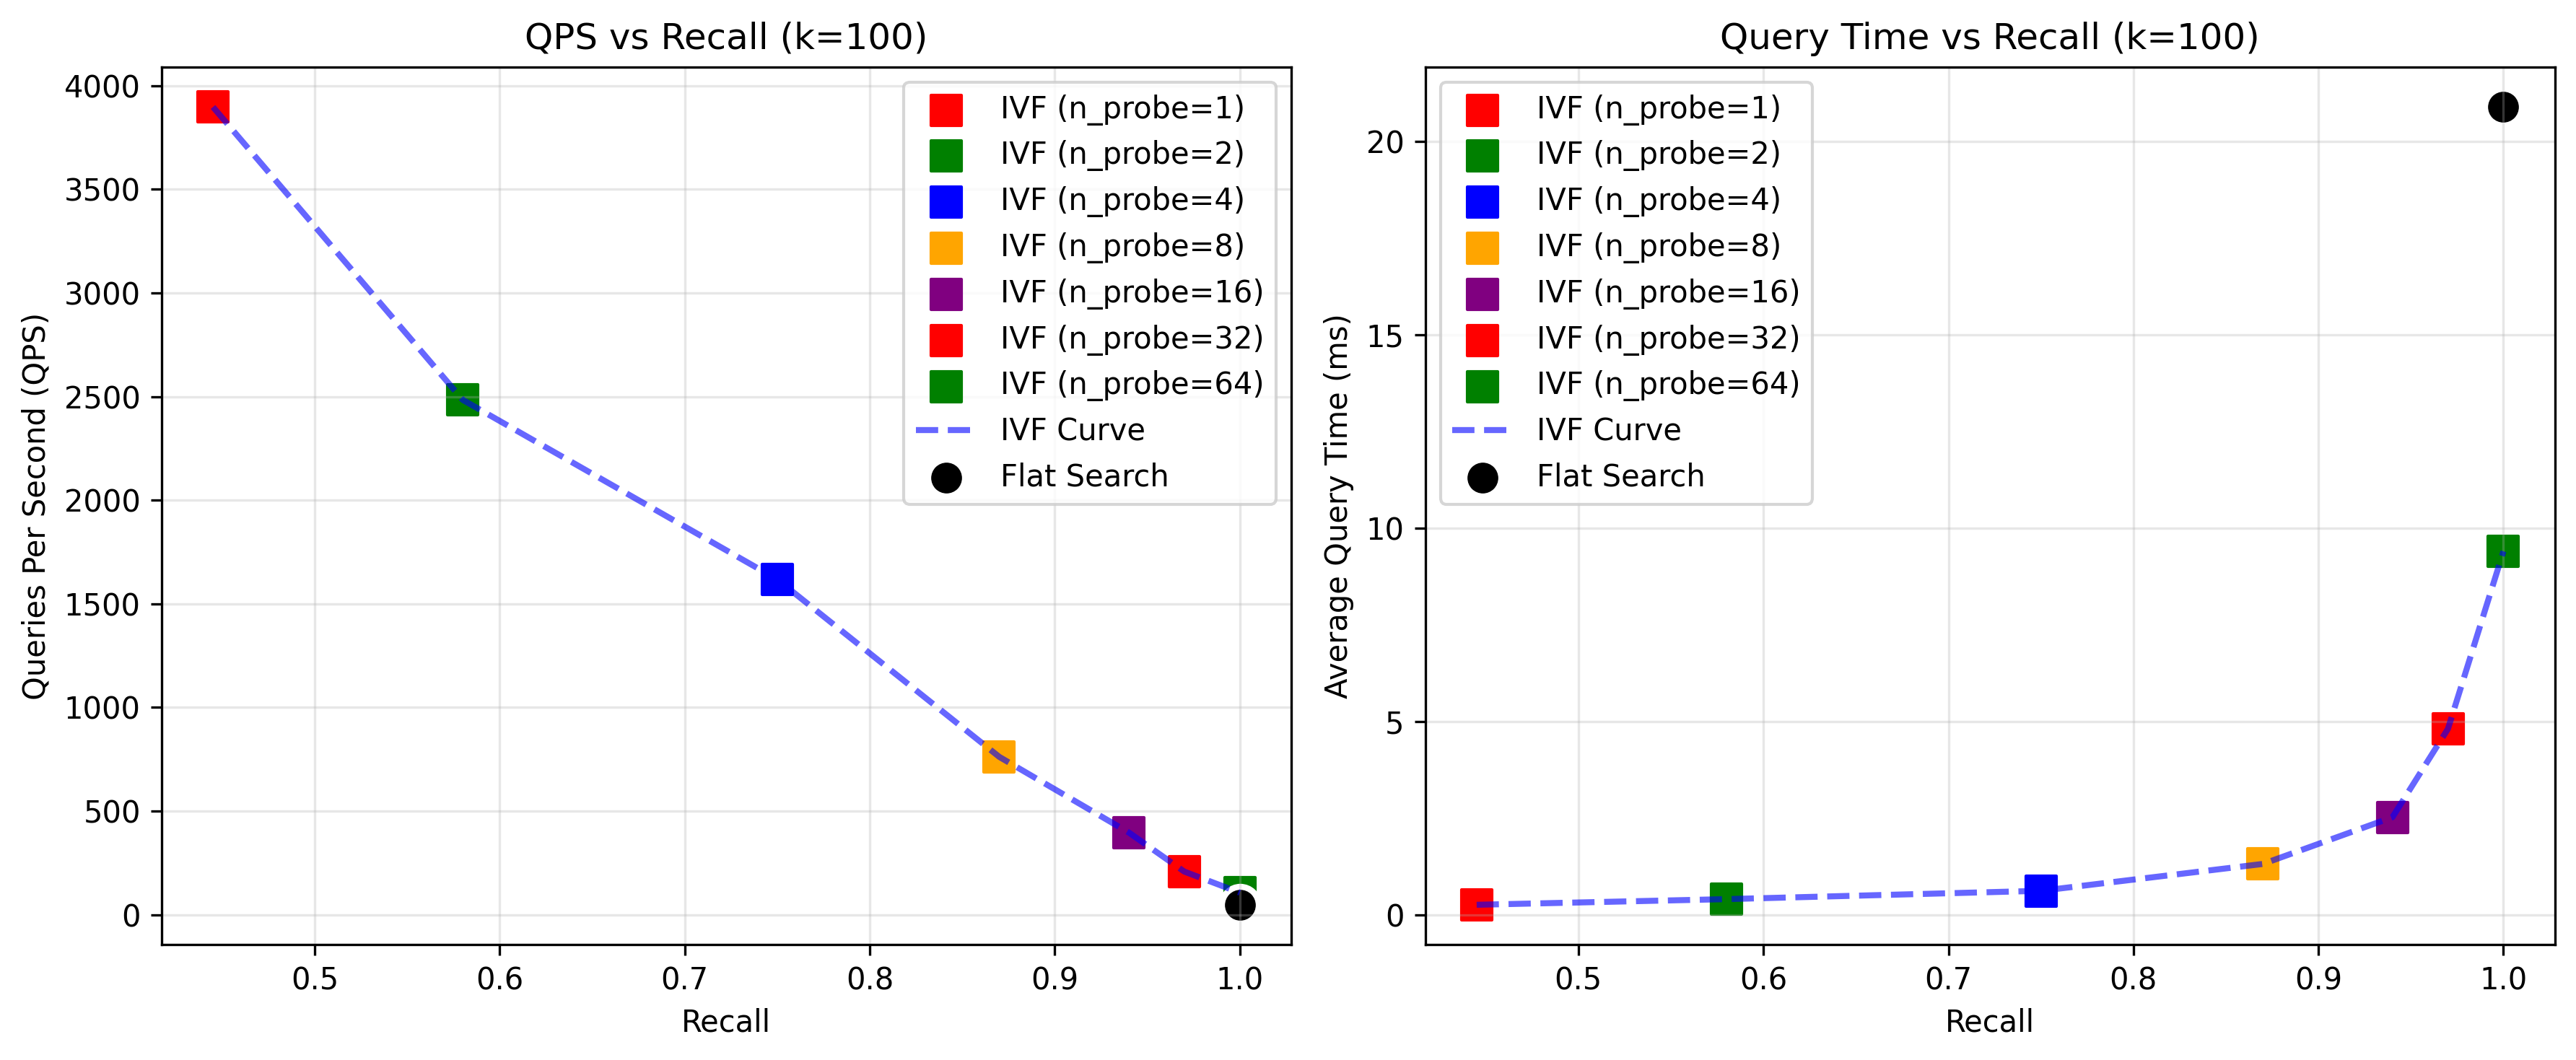 QPS vs Recall (k=100)
4000
3500
3000
2500
2000
1500
1000
500
0
Queries Per Second (QPS)
0.5
0.6
0.7
0.8
0.9
1.0
Recall
IVF (n_probe=1)
IVF (n_probe=2)
IVF (n_probe=4)
IVF (n_probe=8)
IVF (n_probe=16)
IVF (n_probe=32)
IVF (n_probe=64)
IVF Curve
Flat Search
Query Time vs Recall (k=100)
20
15
10
5
0
Average Query Time (ms)
0.5
0.6
0.7
0.8
0.9
1.0
Recall
IVF (n_probe=1)
IVF (n_probe=2)
IVF (n_probe=4)
IVF (n_probe=8)
IVF (n_probe=16)
IVF (n_probe=32)
IVF (n_probe=64)
IVF Curve
Flat Search